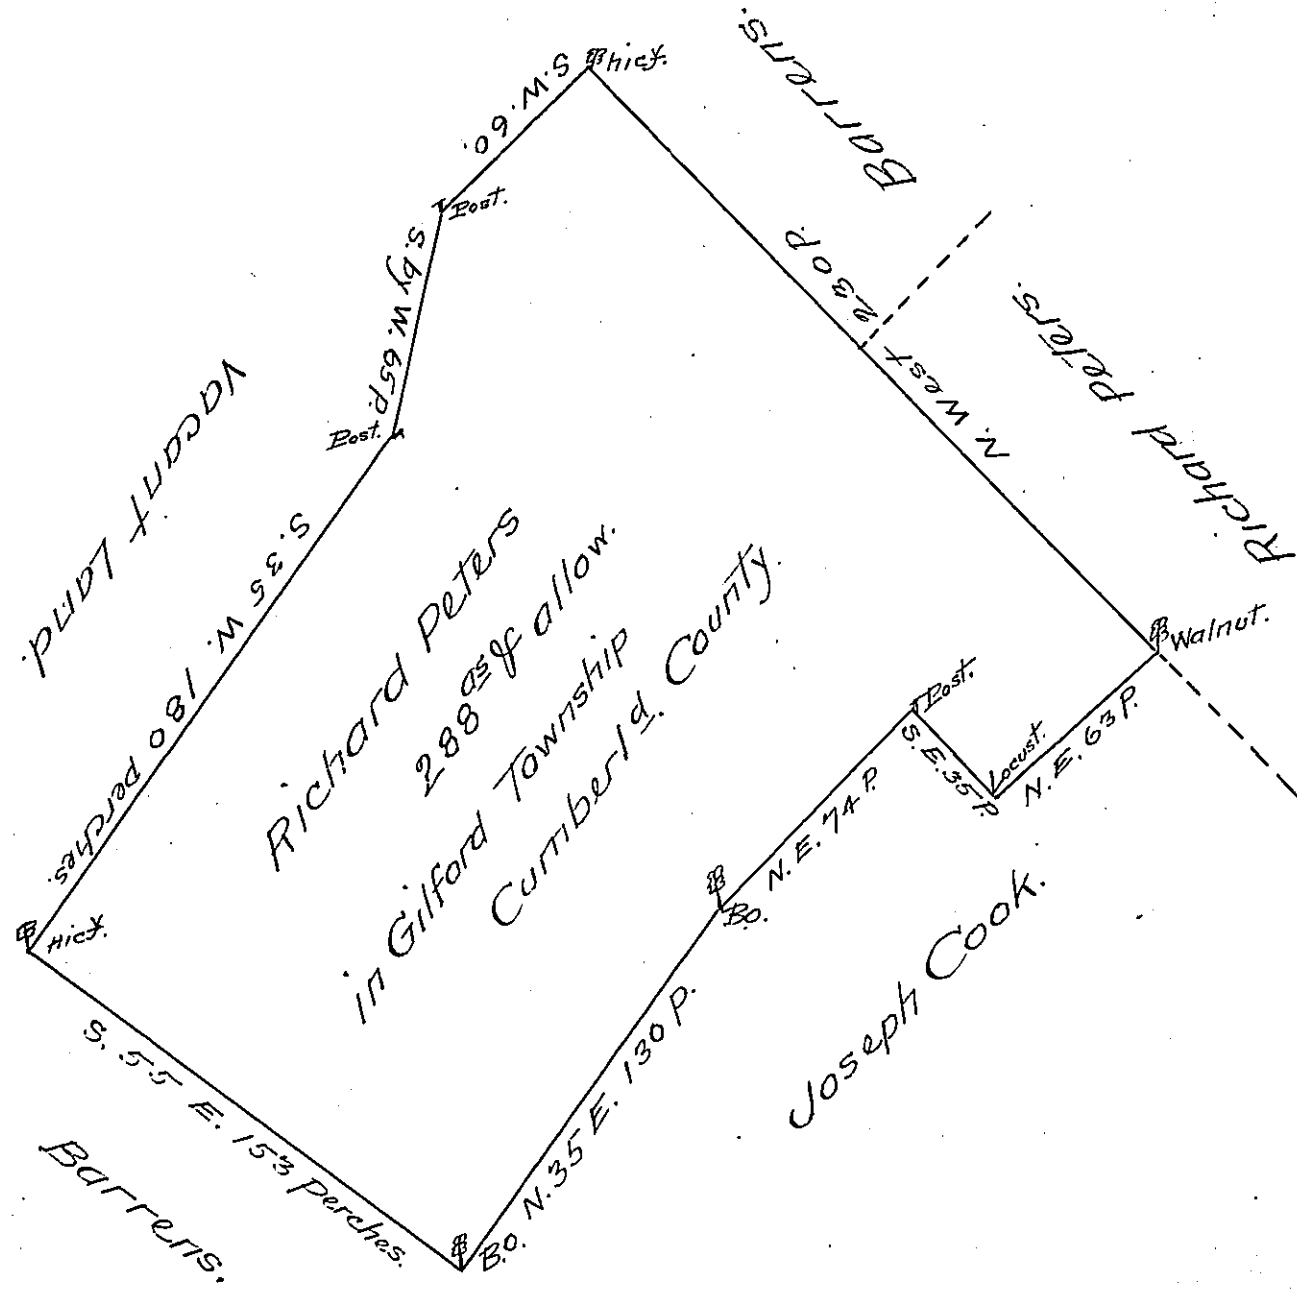 Barrens.
hicy.
S.W. 60.
Post.
S. by W. 65 p.
Post.
N. West 230 P.
Richard Peters.
Vacant Land.
S. 35 W. 180 perches.
Richard Peters
288 as & allow.
in Gilford Township
Cumberld. County.
Walnut.
Post.
S. E. 35 P.
Locust.
N. E. 63 P.
N. E. 74 P.
B.O.
Hicy.
Joseph Cook.
N. 35 E. 130 P.
S. 55 E. 153 perches.
B.O.
Barrens.